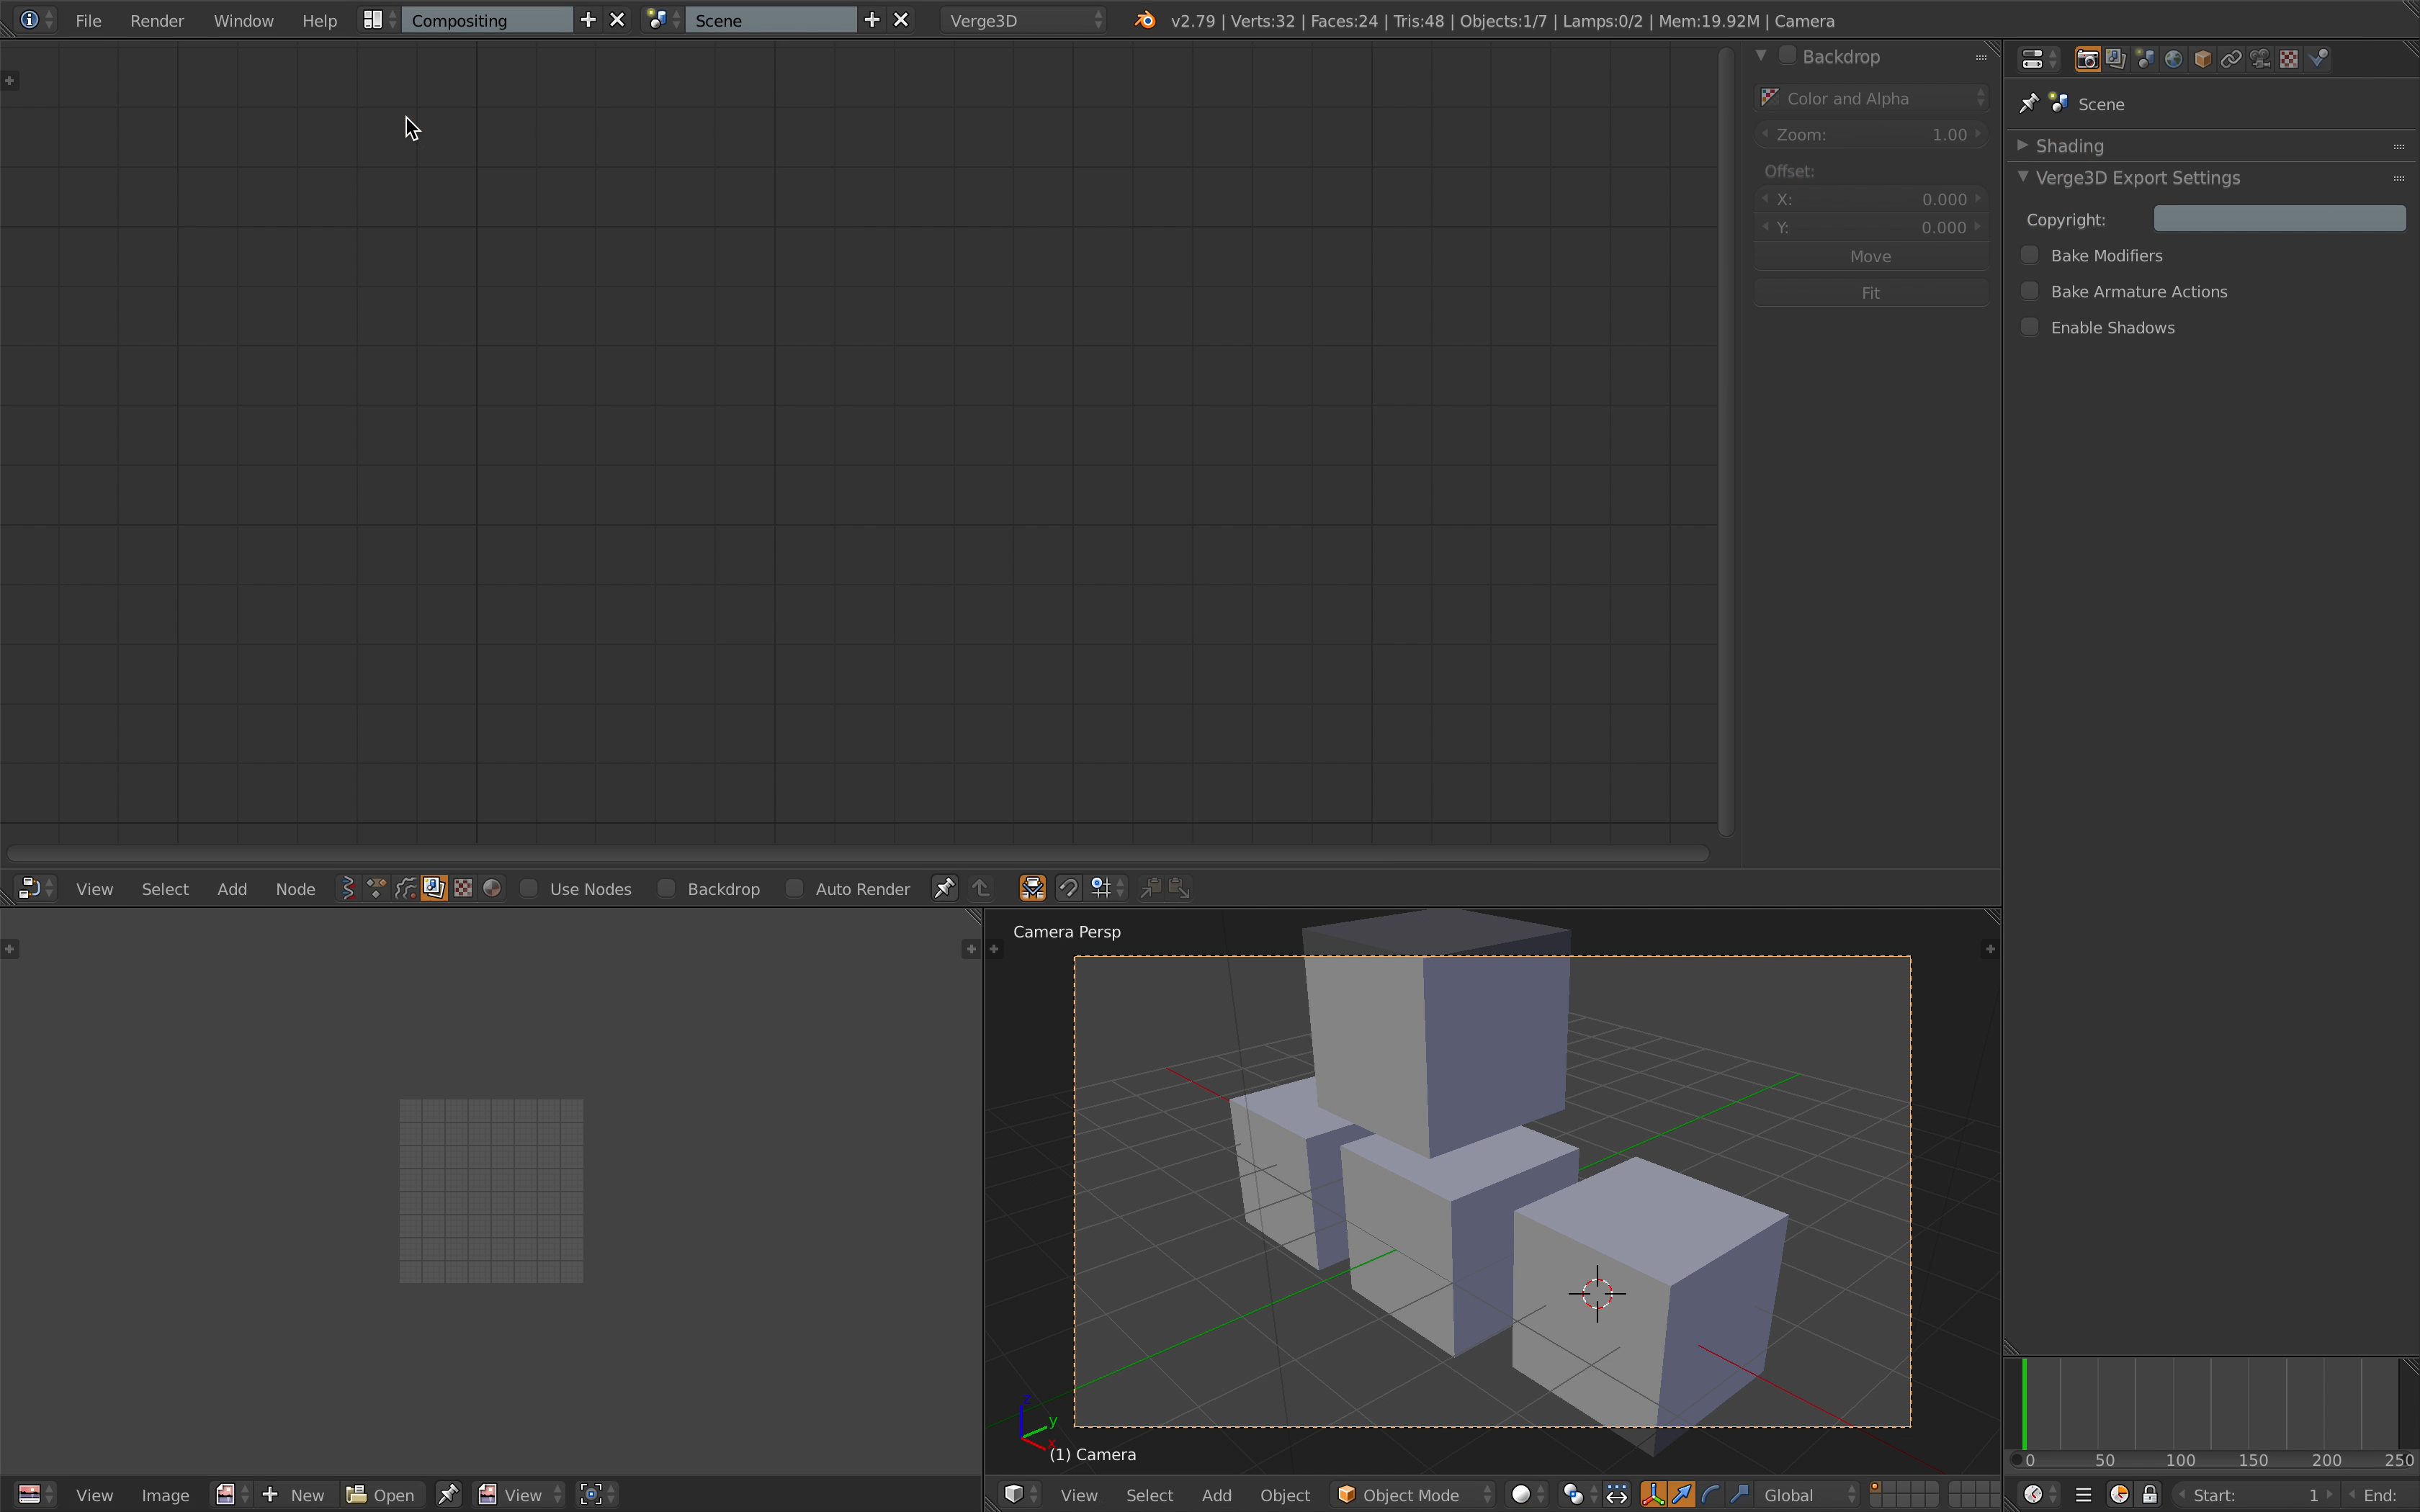 File Render Window Help Compositing Scene Verge3D v2.79 | Verts:32 | Faces:24 | Tris:48 | Objects:1/7 | Lamps:0/2 | Mem:19.92M | Camera
Backdrop
Color and Alpha
Zoom: 1.00
Offset:
X: 0.000
Y: 0.000
Move
Fit
Scene
Shading
Verge3D Export Settings
Copyright:
Bake Modifiers
Bake Armature Actions
Enable Shadows
View Select Add Node Use Nodes Backdrop Auto Render
Camera Persp
z
y
x
(1) Camera
0 50 100 150 200 250
View Image New Open View
View Select Add Object Object Mode Global
Start: 1 End: